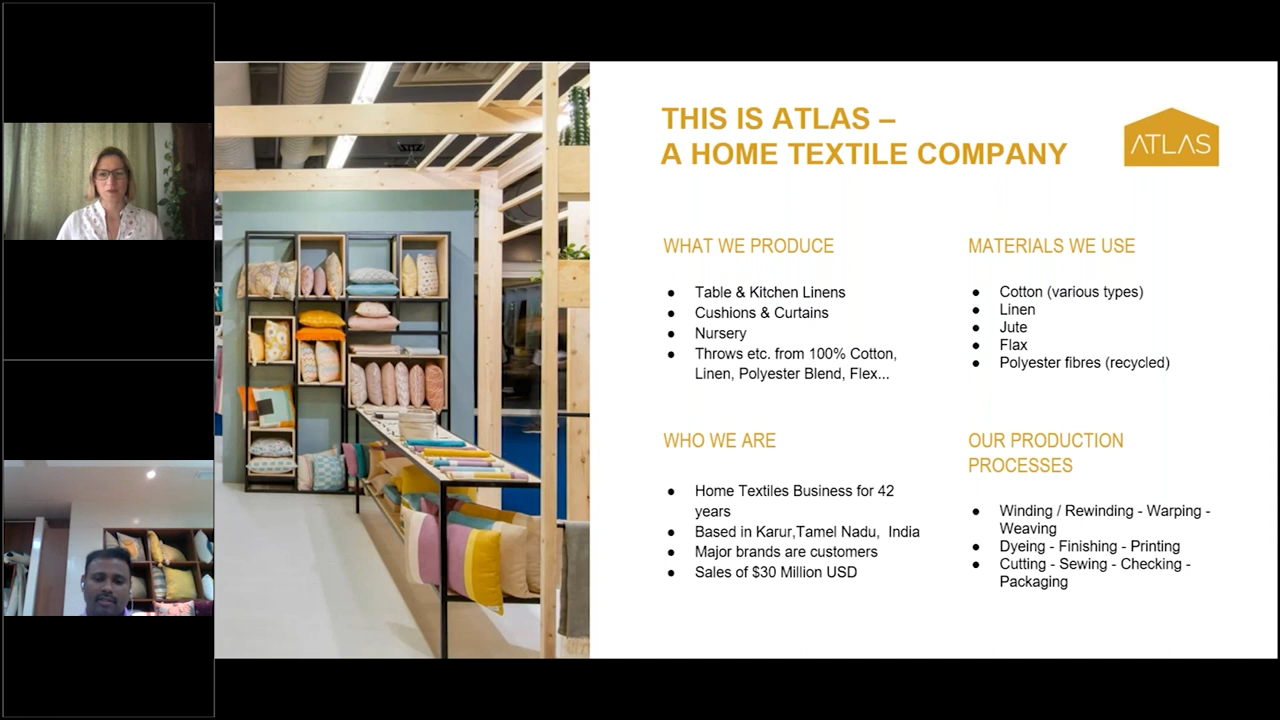 THIS IS ATLAS –
A HOME TEXTILE COMPANY
ATLAS
WHAT WE PRODUCE
● Table & Kitchen Linens
● Cushions & Curtains
● Nursery
● Throws etc. from 100% Cotton,
Linen, Polyester Blend, Flex...
MATERIALS WE USE
● Cotton (various types)
● Linen
● Jute
● Flax
● Polyester fibres (recycled)
WHO WE ARE
● Home Textiles Business for 42
years
● Based in Karur,Tamel Nadu, India
● Major brands are customers
● Sales of $30 Million USD
OUR PRODUCTION
PROCESSES
● Winding / Rewinding - Warping -
Weaving
● Dyeing - Finishing - Printing
● Cutting - Sewing - Checking -
Packaging